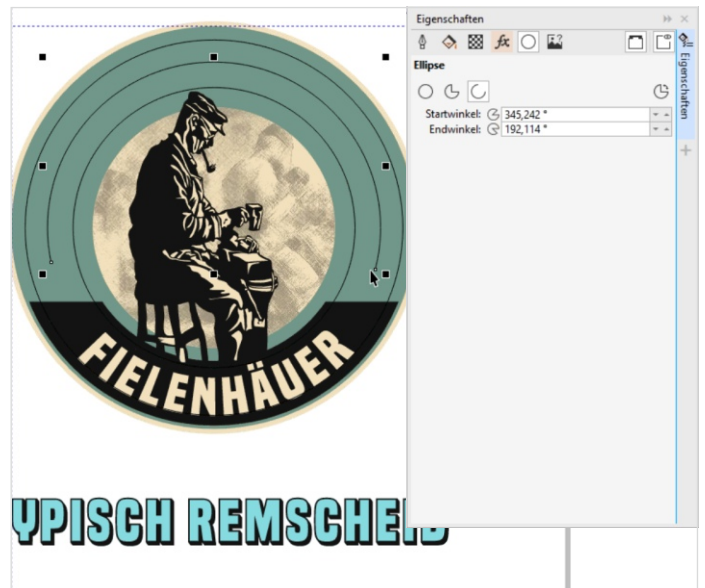 Eigenschaften
Ellipse
Startwinkel: 345,242 °
Endwinkel: 192,114 °
Eigenschaften
FIELENHÄUER
YPISCH REMSCHEID